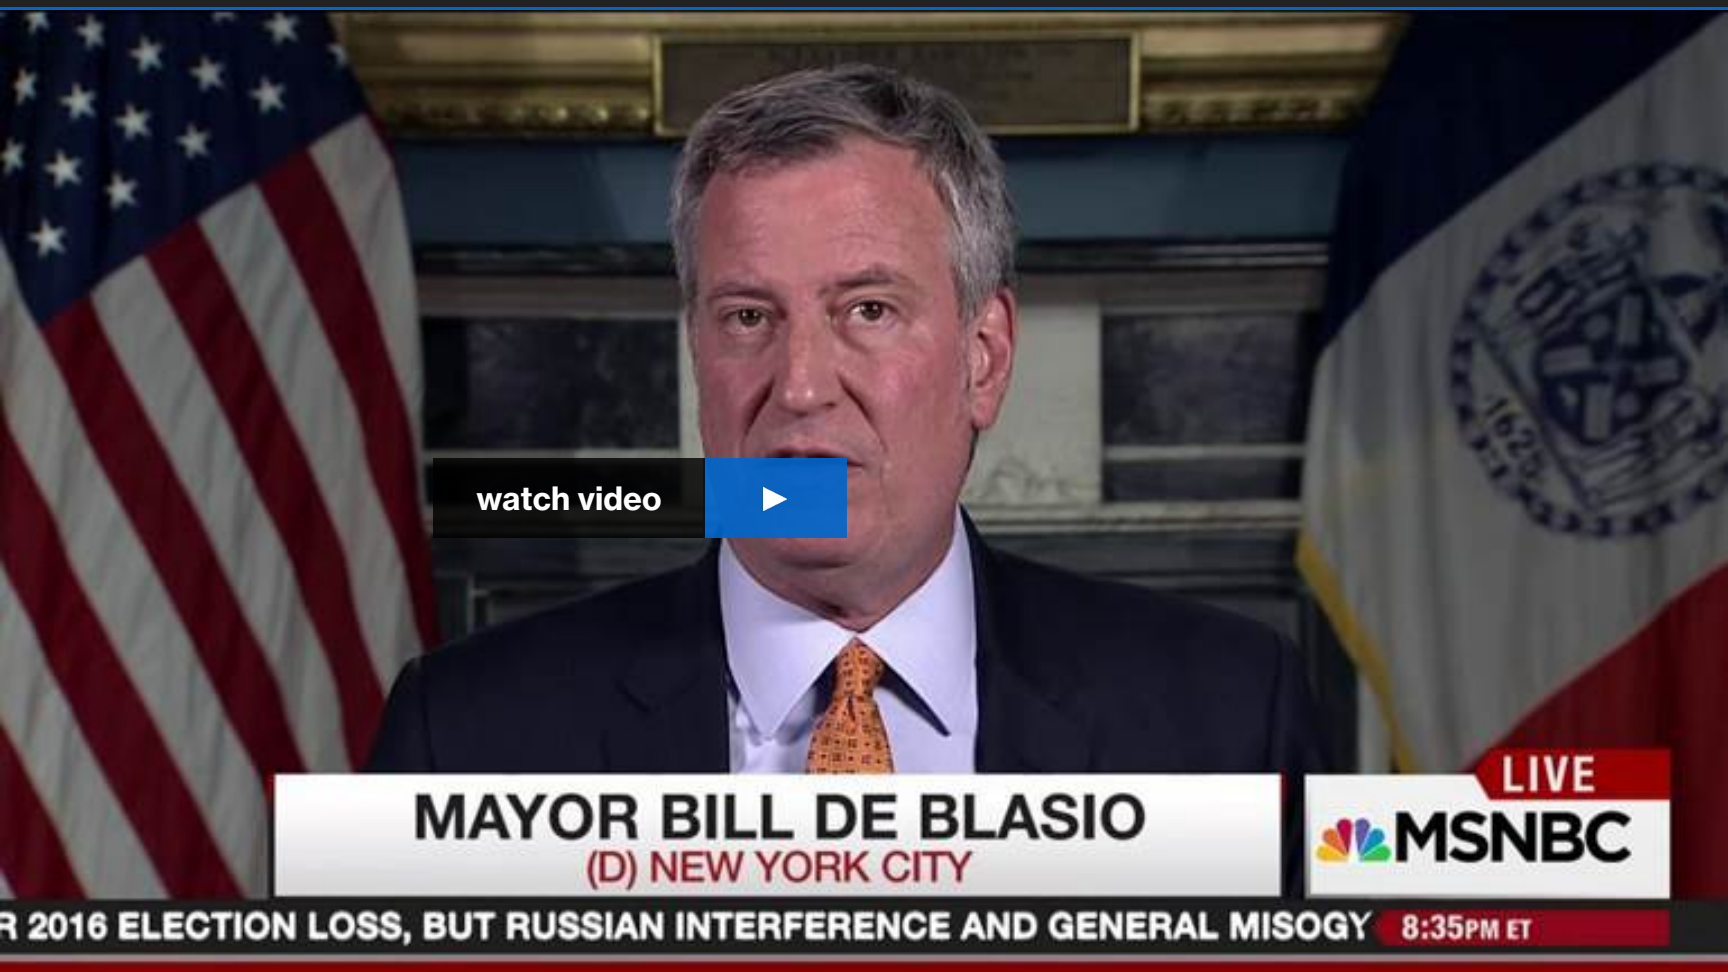 1625
watch video
LIVE
MAYOR BILL DE BLASIO
(D) NEW YORK CITY
MSNBC
R 2016 ELECTION LOSS, BUT RUSSIAN INTERFERENCE AND GENERAL MISOGY
8:35PM ET